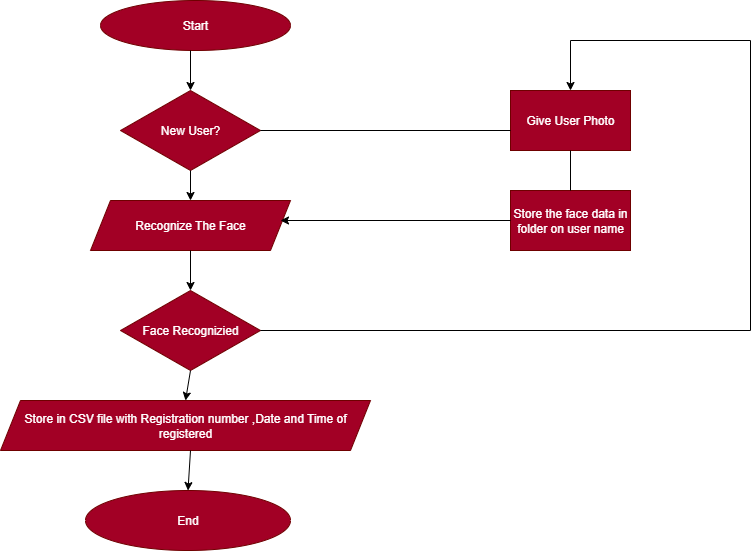 Start
New User?
Give User Photo
Recognize The Face
Store the face data in
folder on user name
Face Recognizied
Store in CSV file with Registration number ,Date and Time of
registered
End